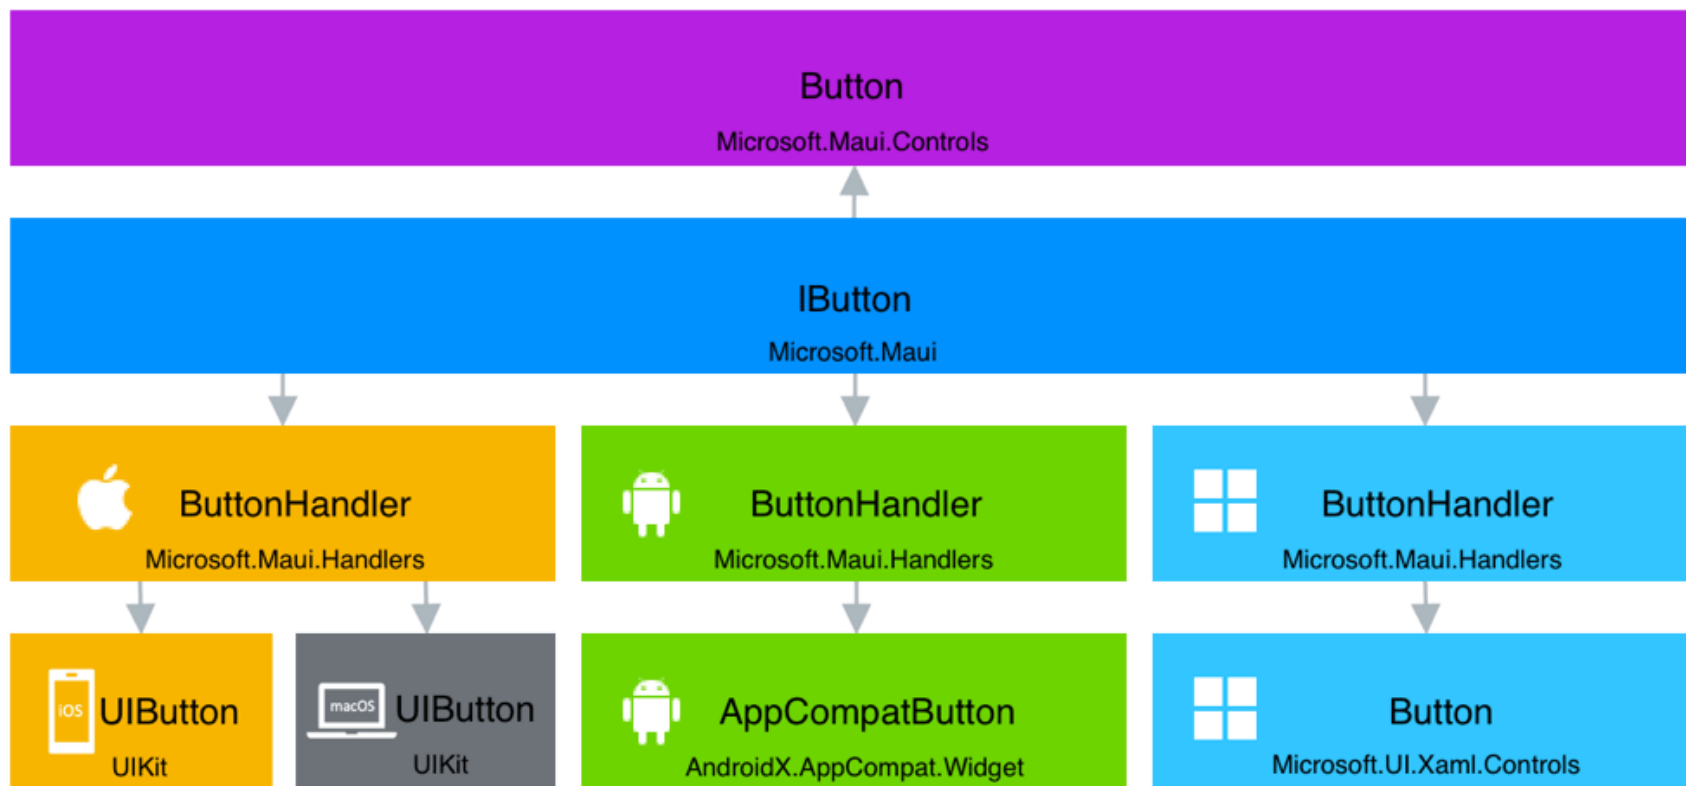 Button
Microsoft.Maui.Controls
IButton
Microsoft.Maui
ButtonHandler
Microsoft.Maui.Handlers
ButtonHandler
Microsoft.Maui.Handlers
ButtonHandler
Microsoft.Maui.Handlers
iOS
UIButton
UIKit
macOS
UIButton
UIKit
AppCompatButton
AndroidX.AppCompat.Widget
Button
Microsoft.UI.Xaml.Controls